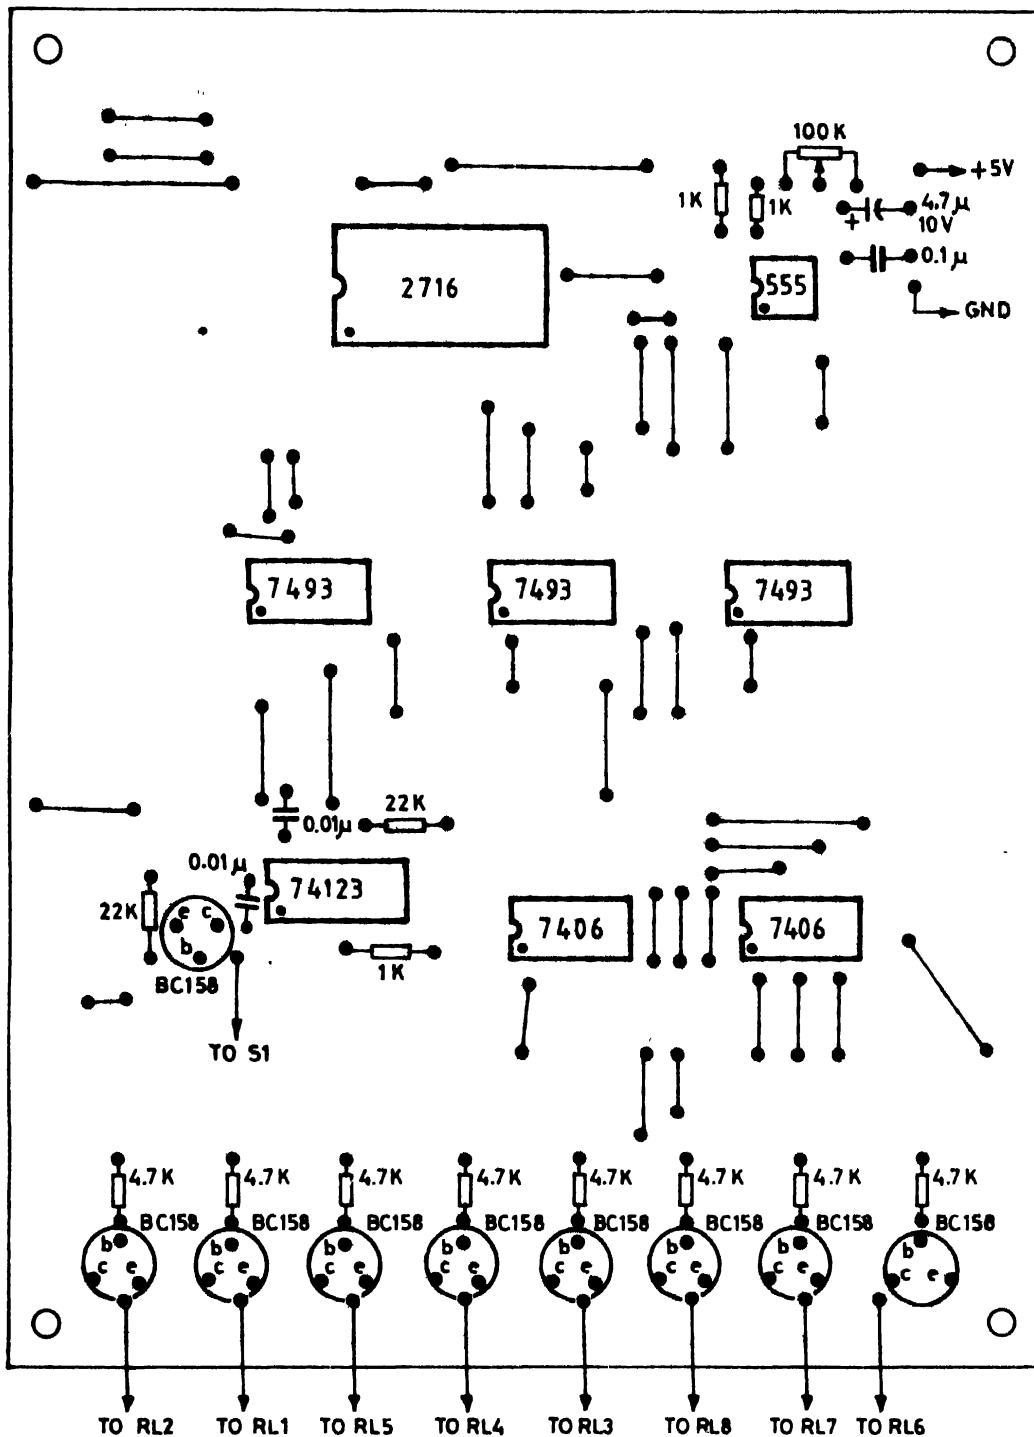 100K
+5V
1K
1K
+
4.7µ
10V
0.1µ
2716
555
GND
7493
7493
7493
0.01µ
22K
0.01µ
74123
22K
e c
b
BC158
1K
7406
7406
TO S1
4.7K
4.7K
4.7K
4.7K
4.7K
4.7K
4.7K
4.7K
BC158
BC158
BC158
BC158
BC158
BC158
BC158
BC158
b
c e
b
c e
b
c e
b
c e
b
c e
b
c e
b
c e
b
c e
TO RL2
TO RL1
TO RL5
TO RL4
TO RL3
TO RL8
TO RL7
TO RL6